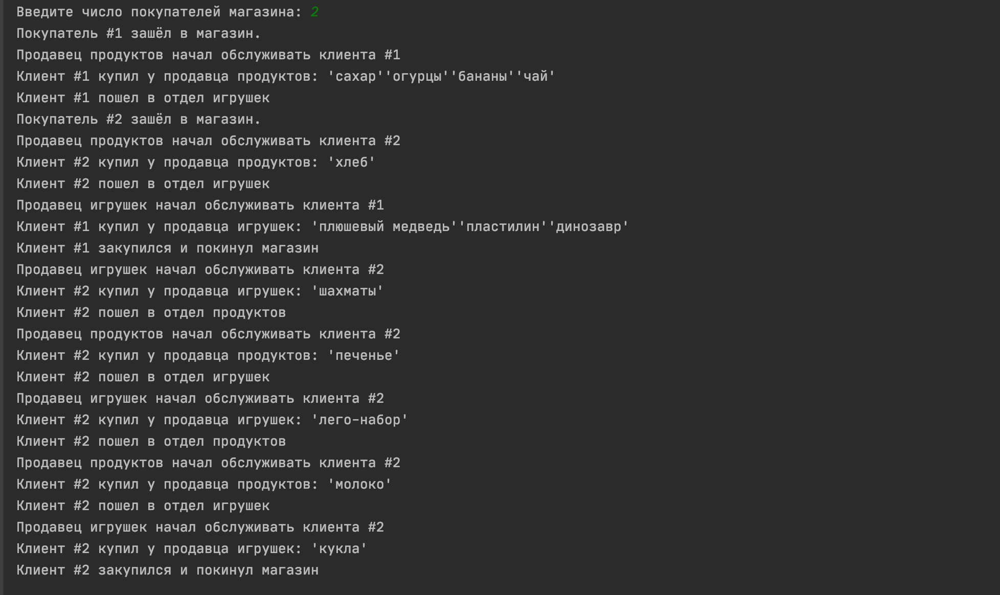 Введите число покупателей магазина: 2
Покупатель #1 зашёл в магазин.
Продавец продуктов начал обслуживать клиента #1
Клиент #1 купил у продавца продуктов: 'сахар''огурцы''бананы''чай'
Клиент #1 пошел в отдел игрушек
Покупатель #2 зашёл в магазин.
Продавец продуктов начал обслуживать клиента #2
Клиент #2 купил у продавца продуктов: 'хлеб'
Клиент #2 пошел в отдел игрушек
Продавец игрушек начал обслуживать клиента #1
Клиент #1 купил у продавца игрушек: 'плюшевый медведь''пластилин''динозавр'
Клиент #1 закупился и покинул магазин
Продавец игрушек начал обслуживать клиента #2
Клиент #2 купил у продавца игрушек: 'шахматы'
Клиент #2 пошел в отдел продуктов
Продавец продуктов начал обслуживать клиента #2
Клиент #2 купил у продавца продуктов: 'печенье'
Клиент #2 пошел в отдел игрушек
Продавец игрушек начал обслуживать клиента #2
Клиент #2 купил у продавца игрушек: 'лего-набор'
Клиент #2 пошел в отдел продуктов
Продавец продуктов начал обслуживать клиента #2
Клиент #2 купил у продавца продуктов: 'молоко'
Клиент #2 пошел в отдел игрушек
Продавец игрушек начал обслуживать клиента #2
Клиент #2 купил у продавца игрушек: 'кукла'
Клиент #2 закупился и покинул магазин